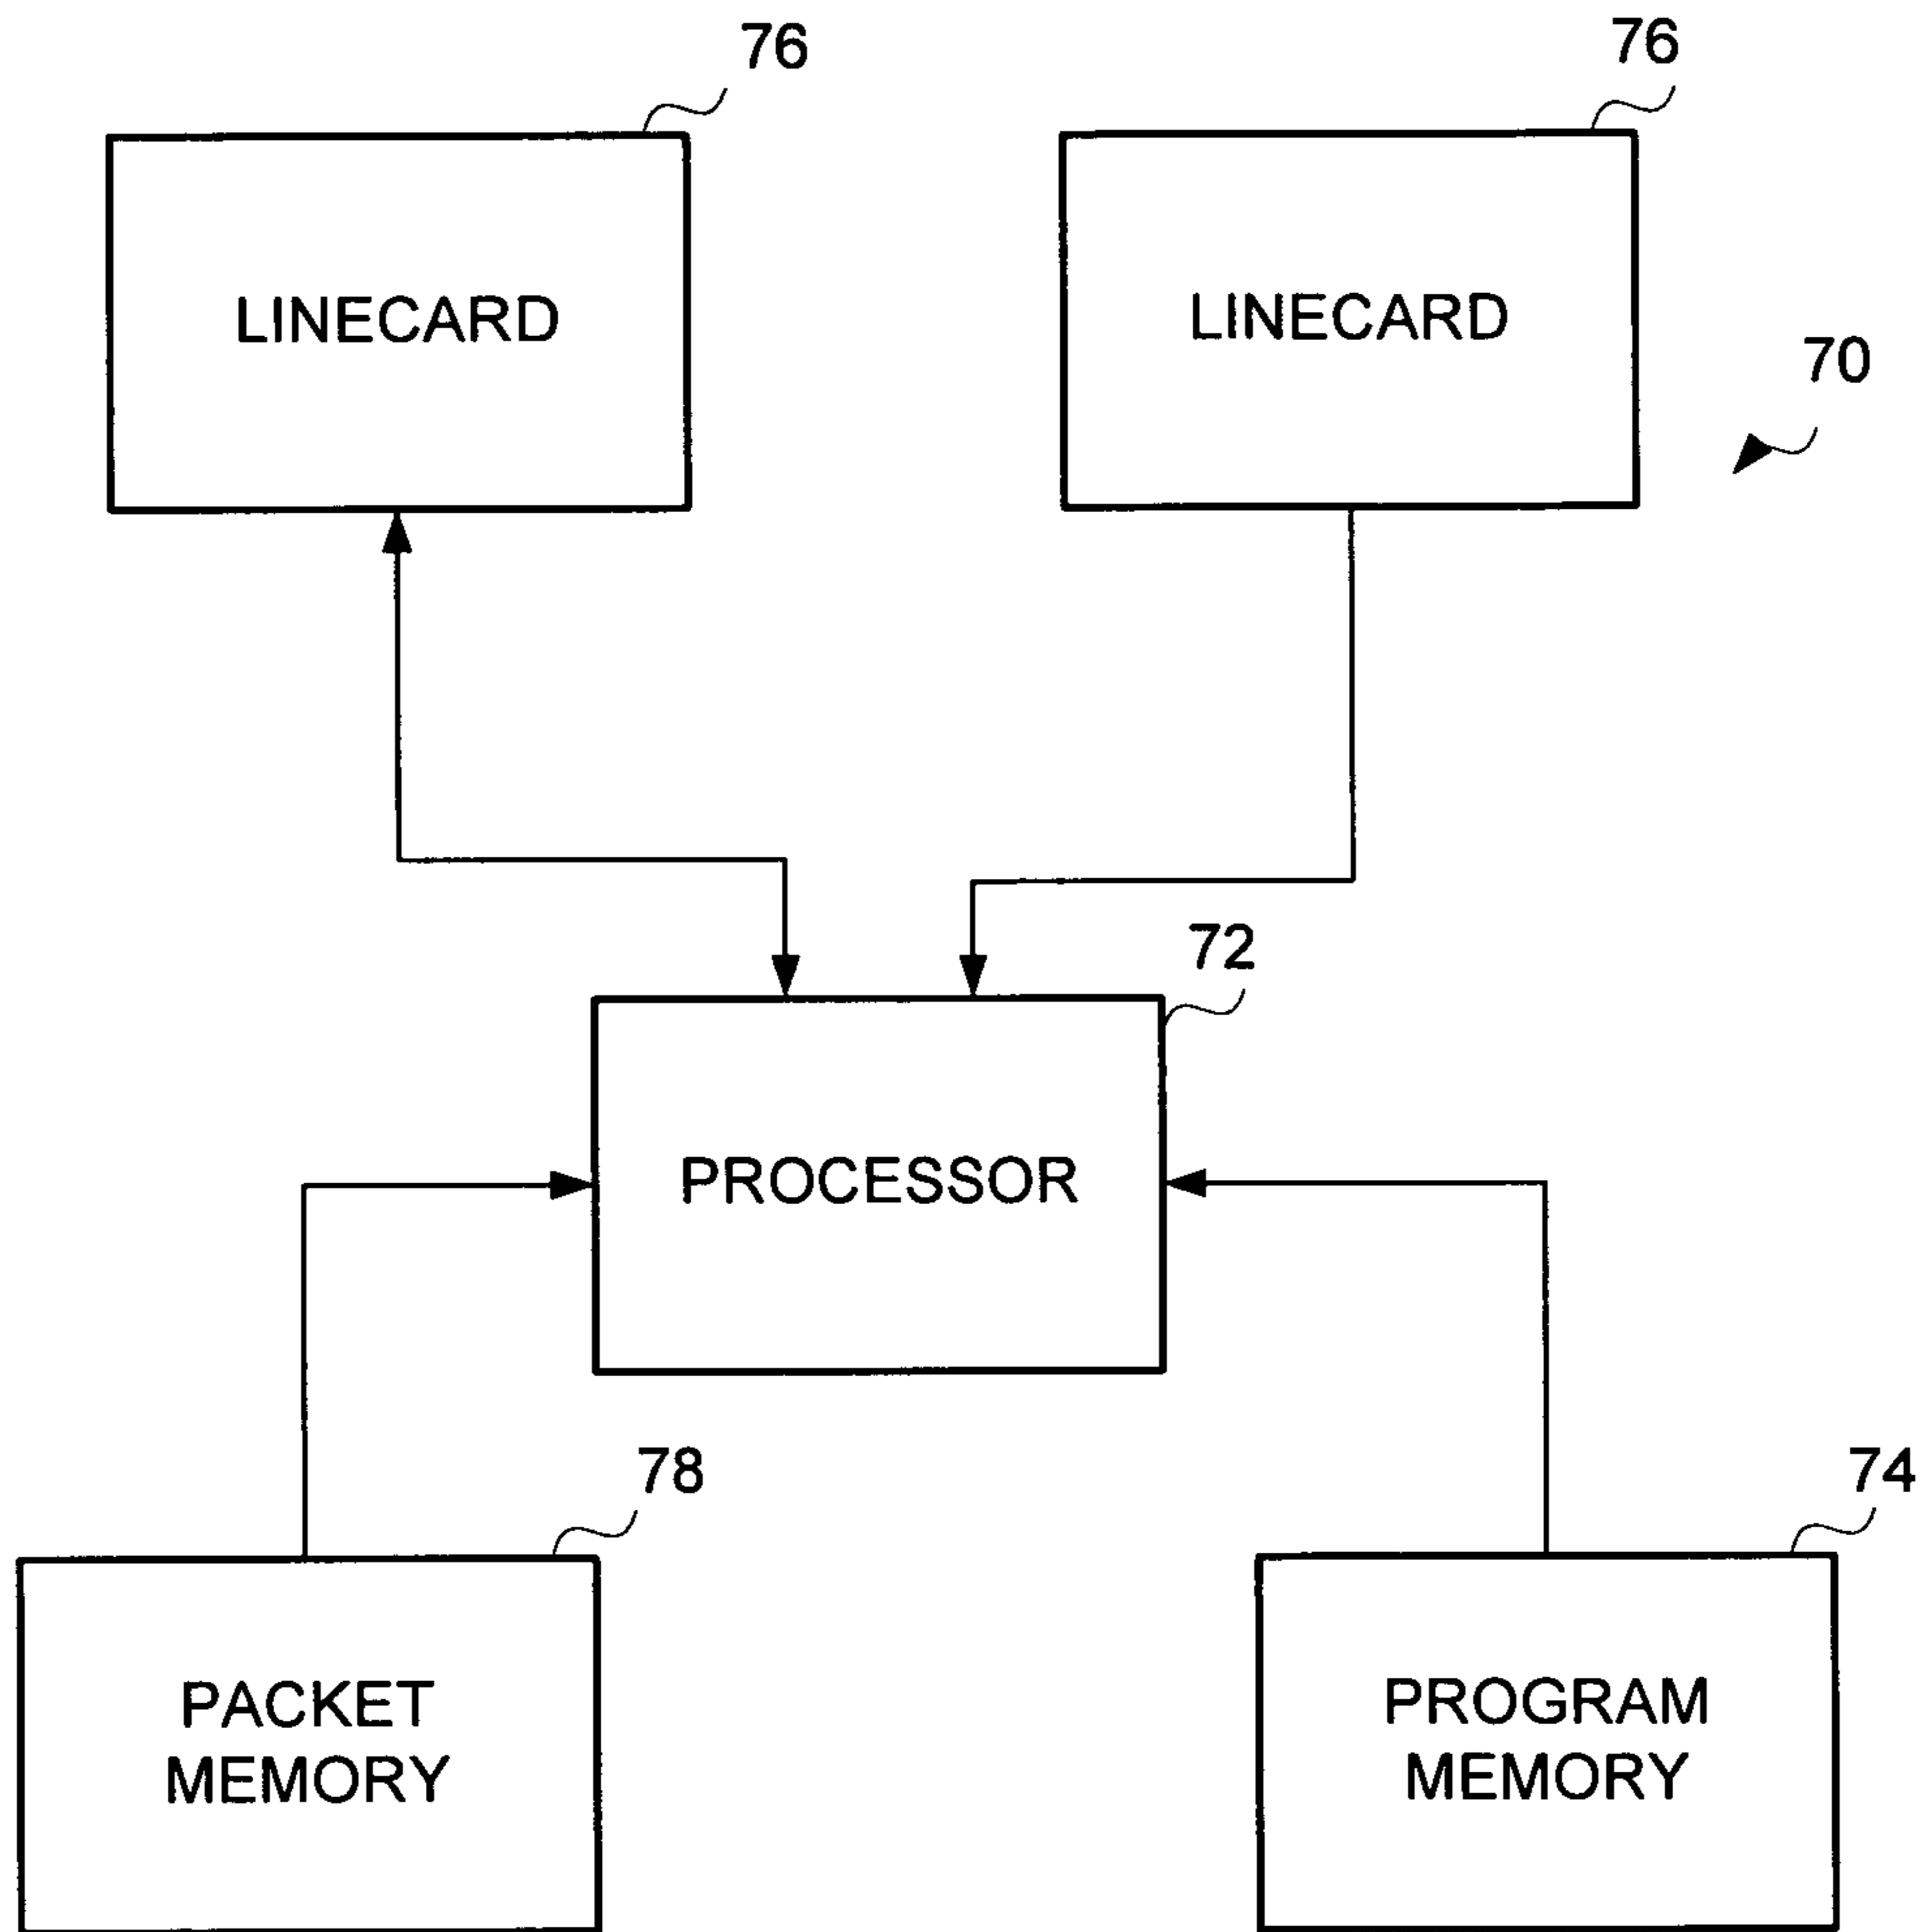 76
76
LINECARD
LINECARD
70
72
PROCESSOR
78
74
PACKET
MEMORY
PROGRAM
MEMORY